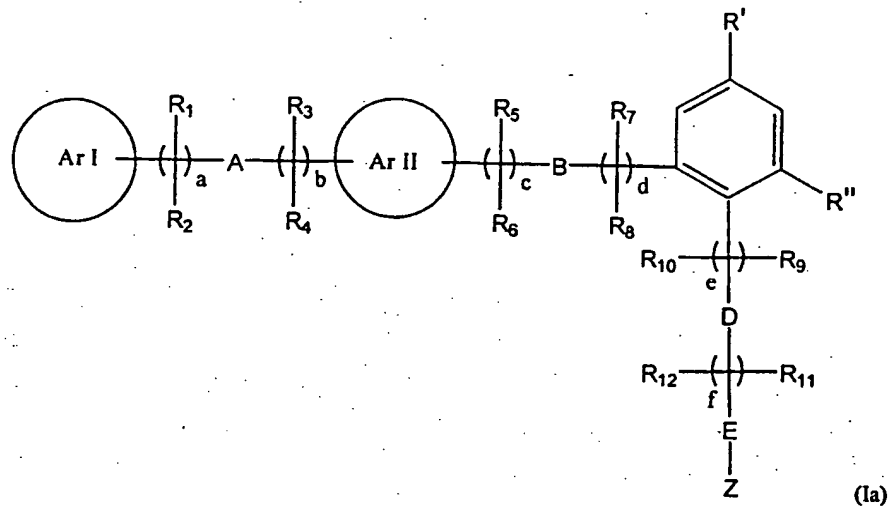 R'
Ar I R₁ R₂ a A R₃ R₄ b Ar II R₅ R₆ c B R₇ R₈ d R"
R₁₀ e R₉
D
R₁₂ f R₁₁
E
Z
(Ia)